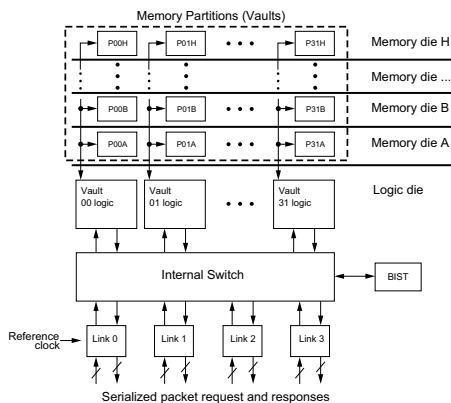 Memory Partitions (Vaults)
P00H P01H • • • P31H Memory die H
Memory die ...
P00B P01B • • • P31B Memory die B
P00A P01A • • • P31A Memory die A
Vault 00 logic
Vault 01 logic
• • •
Vault 31 logic
Logic die
Internal Switch
BIST
Reference clock
Link 0
Link 1
Link 2
Link 3
Serialized packet request and responses